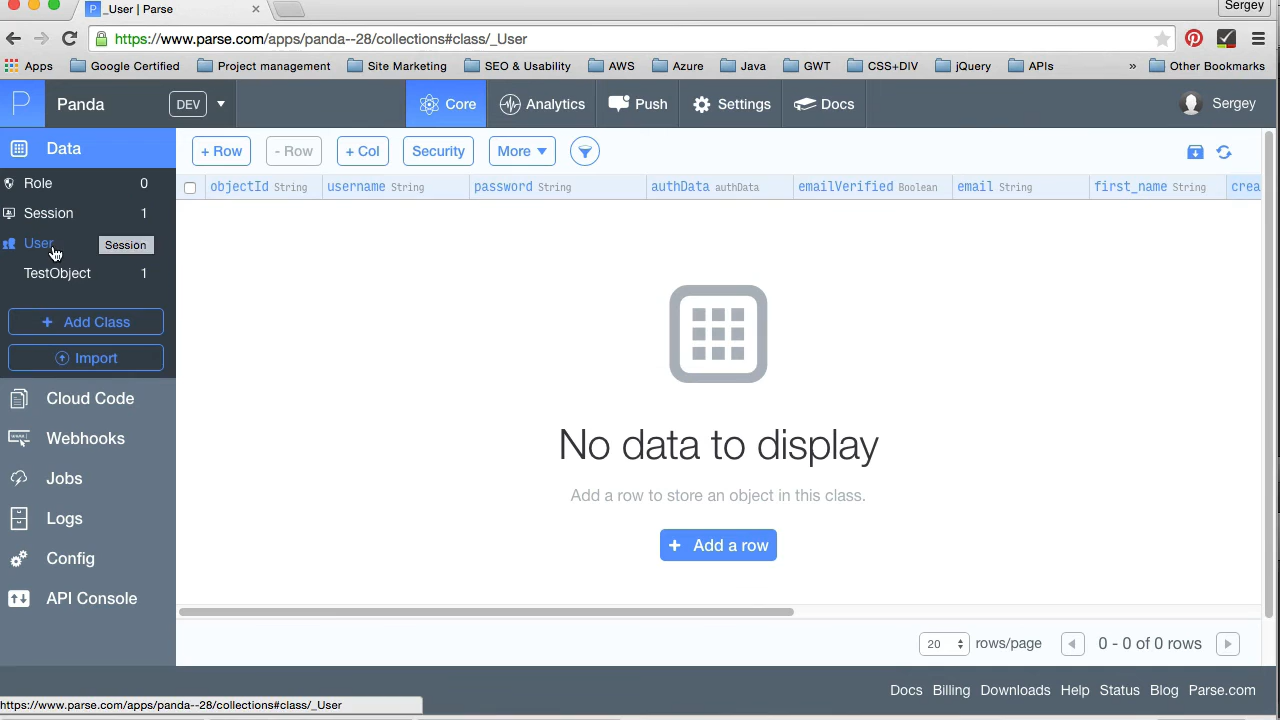 _User | Parse
Sergey
https://www.parse.com/apps/panda--28/collections#class/_User
Apps Google Certified Project management Site Marketing SEO & Usability AWS Azure Java GWT CSS+DIV jQuery APIs » Other Bookmarks
P Panda DEV Core Analytics Push Settings Docs Sergey
Data
+ Row - Row + Col Security More
objectId String username String password String authData authData emailVerified Boolean email String first_name String crea
Role 0
Session 1
User Session
TestObject 1
+ Add Class
Import
Cloud Code
Webhooks
Jobs
Logs
Config
API Console
No data to display
Add a row to store an object in this class.
+ Add a row
20 rows/page 0 - 0 of 0 rows
Docs Billing Downloads Help Status Blog Parse.com
https://www.parse.com/apps/panda--28/collections#class/_User